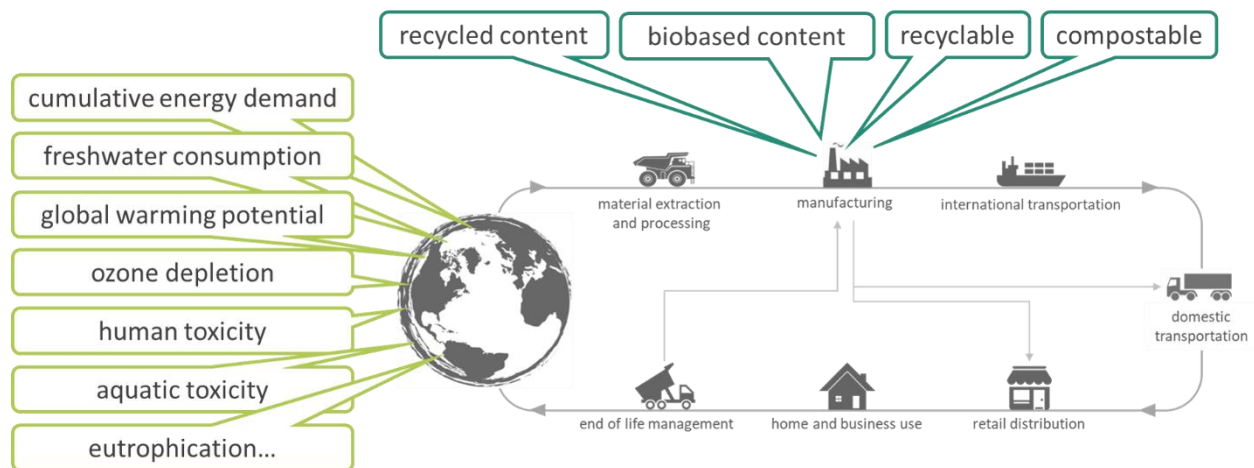 recycled content
biobased content
recyclable
compostable
cumulative energy demand
freshwater consumption
global warming potential
ozone depletion
human toxicity
aquatic toxicity
eutrophication...
material extraction
and processing
manufacturing
international transportation
domestic
transportation
end of life management
home and business use
retail distribution